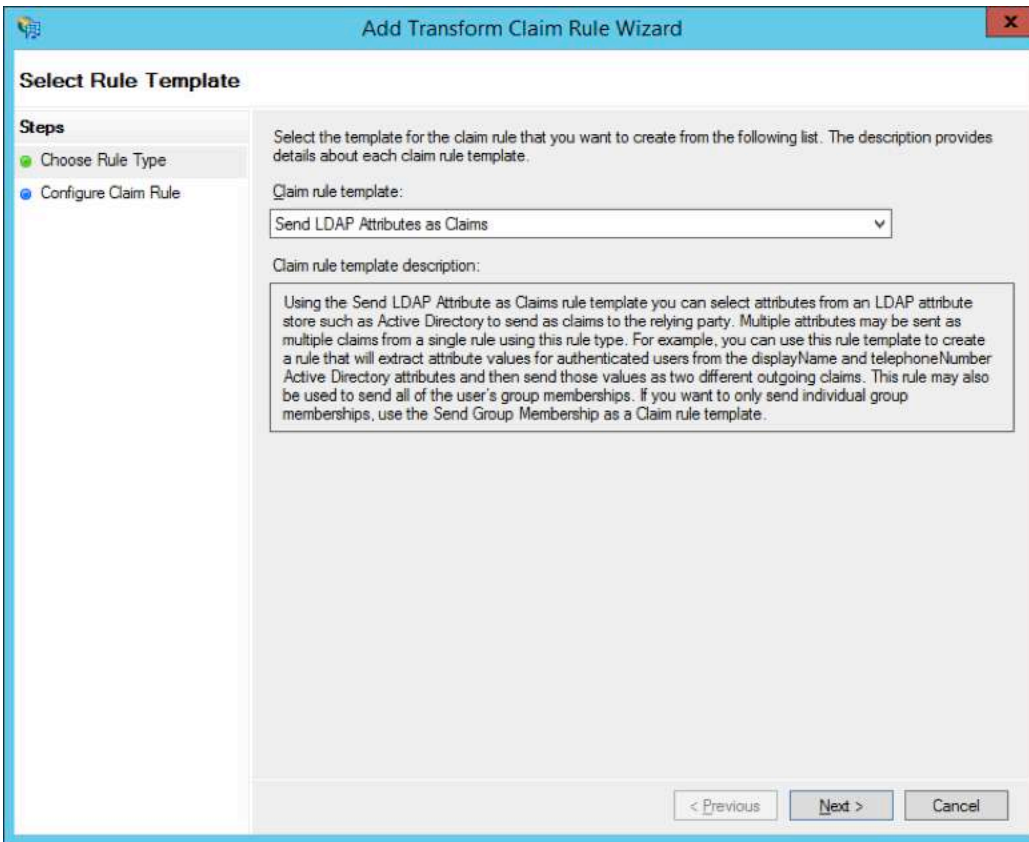 Add Transform Claim Rule Wizard
x
Select Rule Template
Steps
Choose Rule Type
Configure Claim Rule
Select the template for the claim rule that you want to create from the following list. The description provides
details about each claim rule template.
Claim rule template:
Send LDAP Attributes as Claims
Claim rule template description:
Using the Send LDAP Attribute as Claims rule template you can select attributes from an LDAP attribute
store such as Active Directory to send as claims to the relying party. Multiple attributes may be sent as
multiple claims from a single rule using this rule type. For example, you can use this rule template to create
a rule that will extract attribute values for authenticated users from the displayName and telephoneNumber
Active Directory attributes and then send those values as two different outgoing claims. This rule may also
be used to send all of the user's group memberships. If you want to only send individual group
memberships, use the Send Group Membership as a Claim rule template.
< Previous
Next >
Cancel